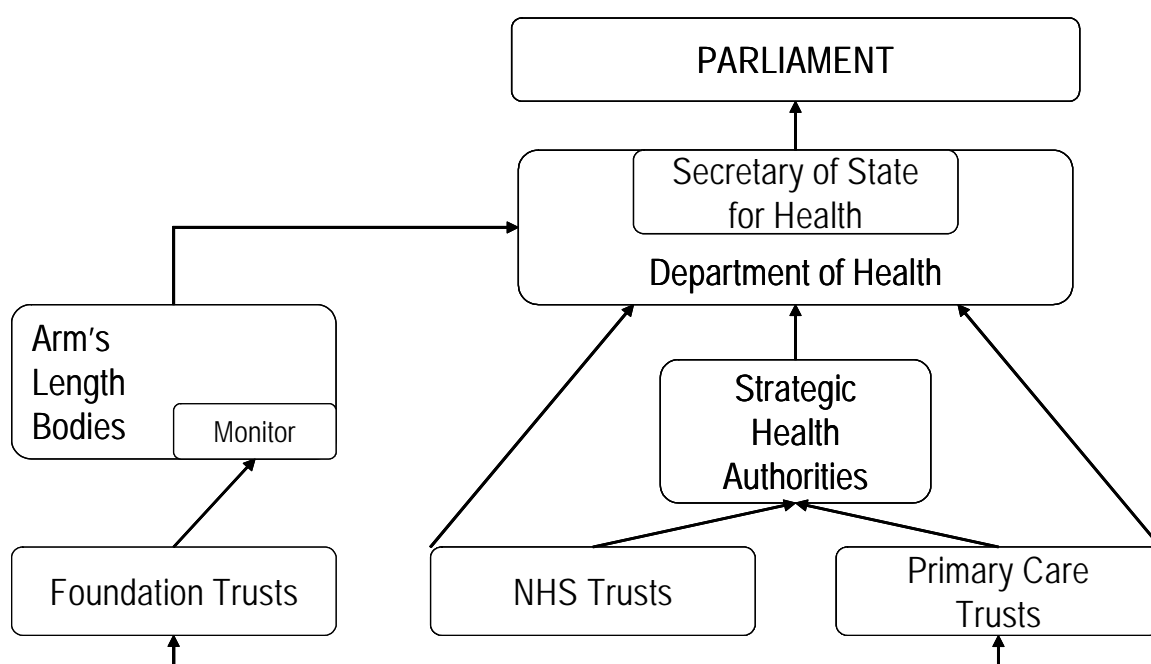 PARLIAMENT
Secretary of State
for Health
Department of Health
Arm's
Length
Bodies
Monitor
Strategic
Health
Authorities
Foundation Trusts
NHS Trusts
Primary Care
Trusts